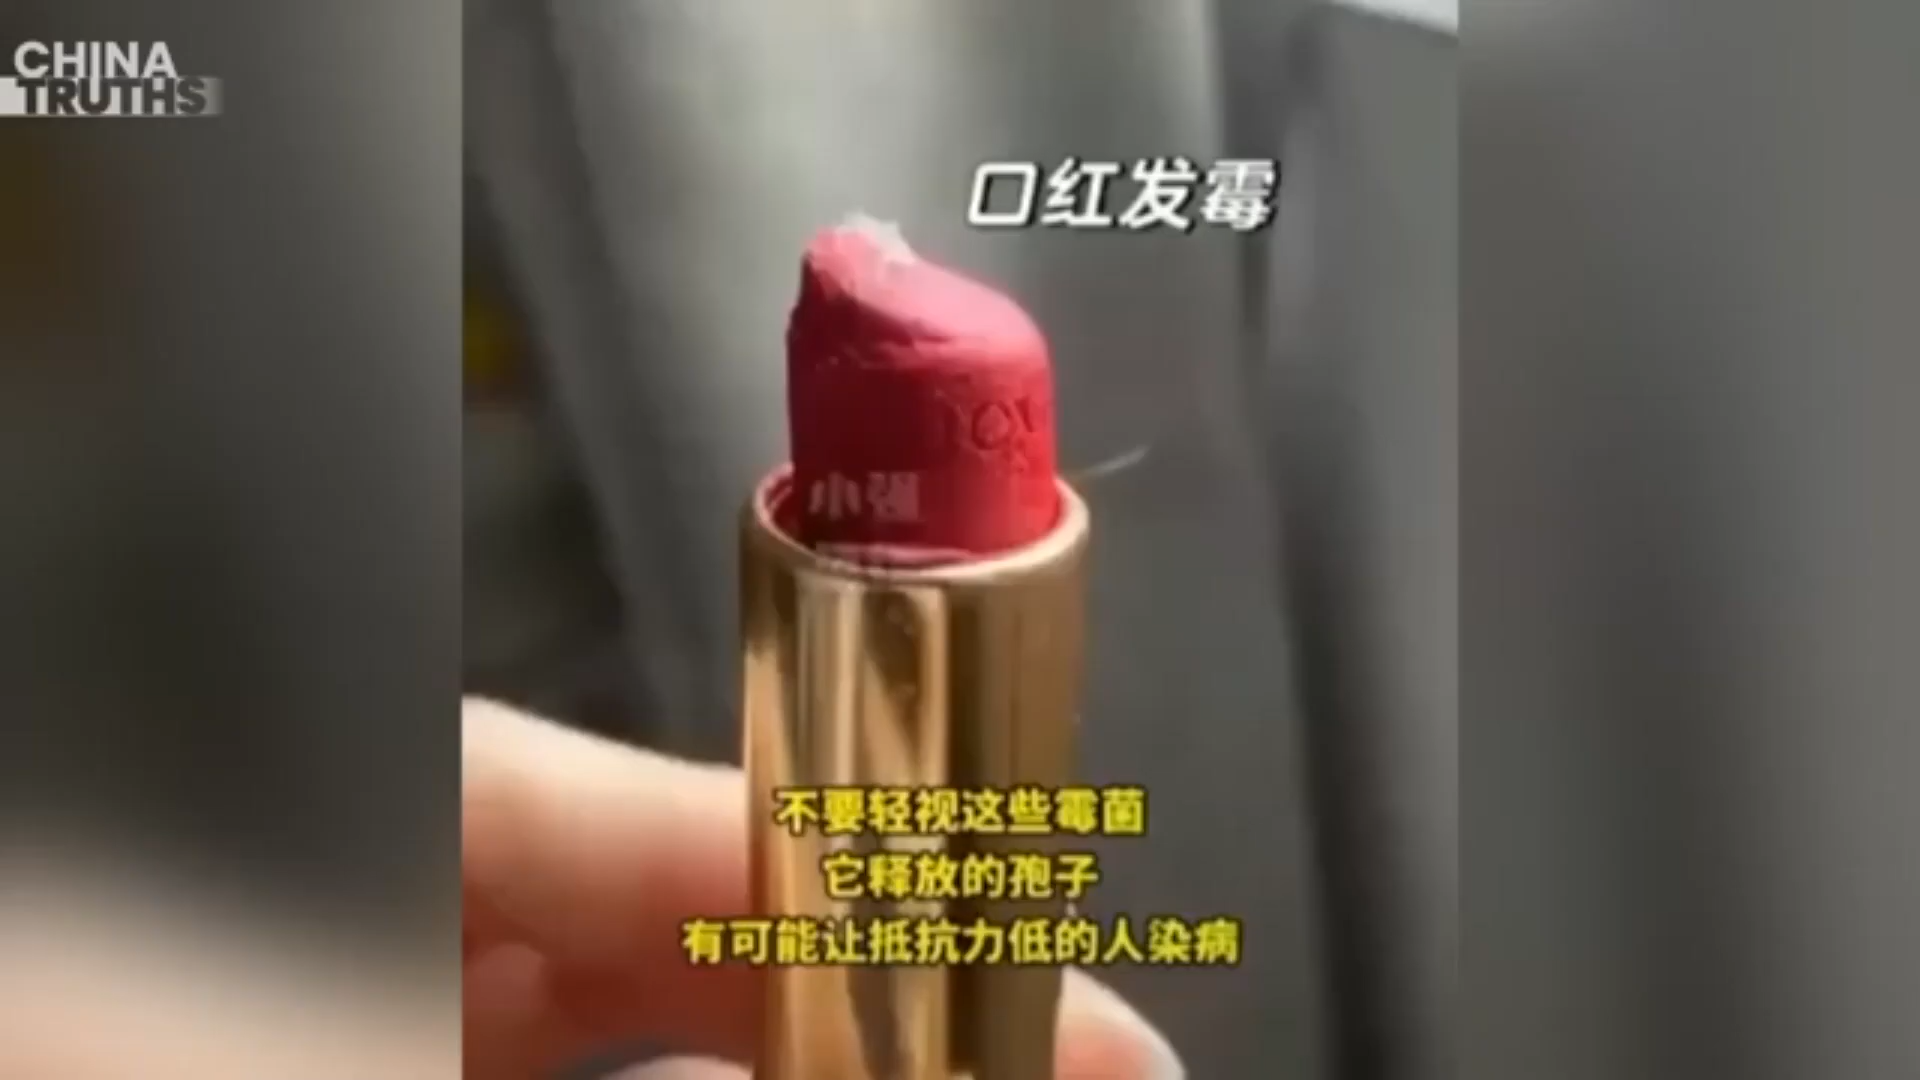 CHINA
TRUTHS
口红发霉
小强
不要轻视这些霉菌
它释放的孢子
有可能让抵抗力低的人染病